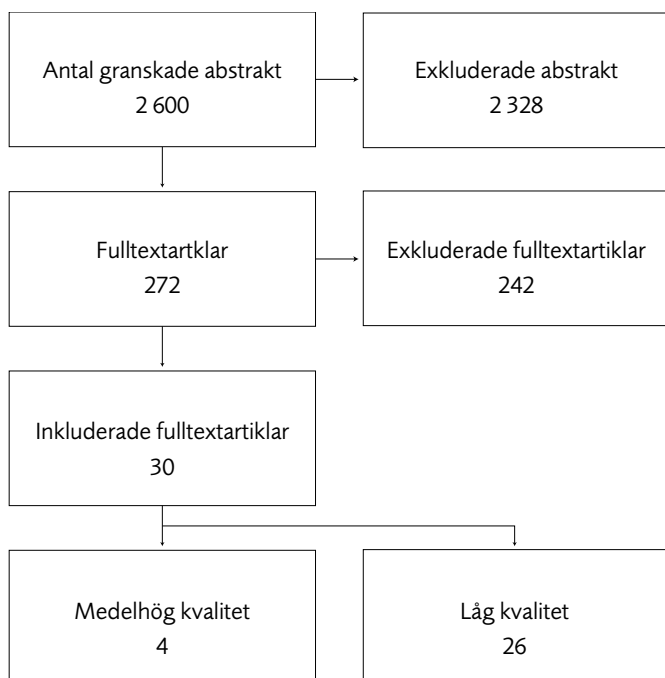 Antal granskade abstrakt
2 600
Exkluderade abstrakt
2 328
Fulltextartklar
272
Exkluderade fulltextartiklar
242
Inkluderade fulltextartiklar
30
Medelhög kvalitet
4
Låg kvalitet
26